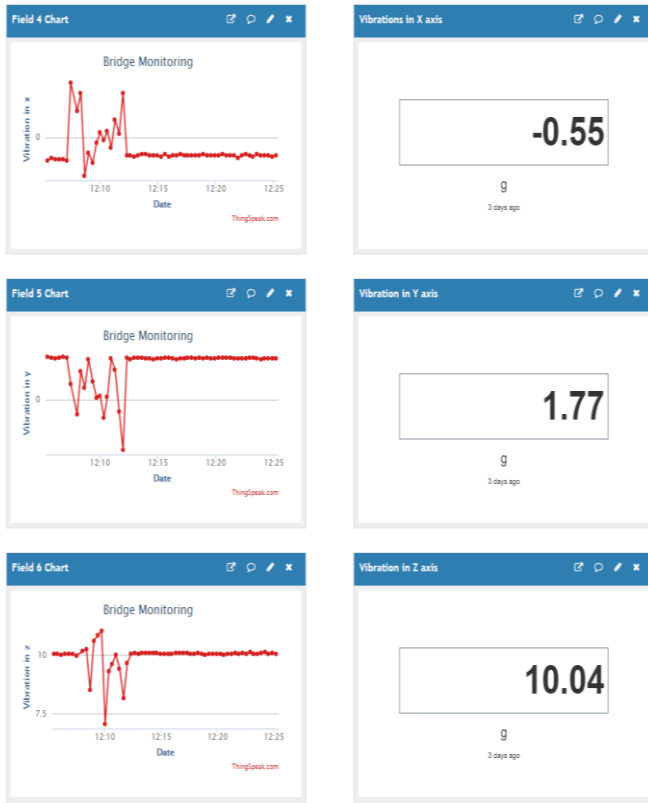 Field 4 Chart
Bridge Monitoring
Vibration in x
0
12:10 12:15 12:20 12:25
Date
ThingSpeak.com
Vibrations in X axis
-0.55
g
3 days ago
Field 5 Chart
Bridge Monitoring
Vibration in y
0
12:10 12:15 12:20 12:25
Date
ThingSpeak.com
Vibration in Y axis
1.77
g
3 days ago
Field 6 Chart
Bridge Monitoring
Vibration in z
10
7.5
12:10 12:15 12:20 12:25
Date
ThingSpeak.com
Vibration in Z axis
10.04
g
3 days ago